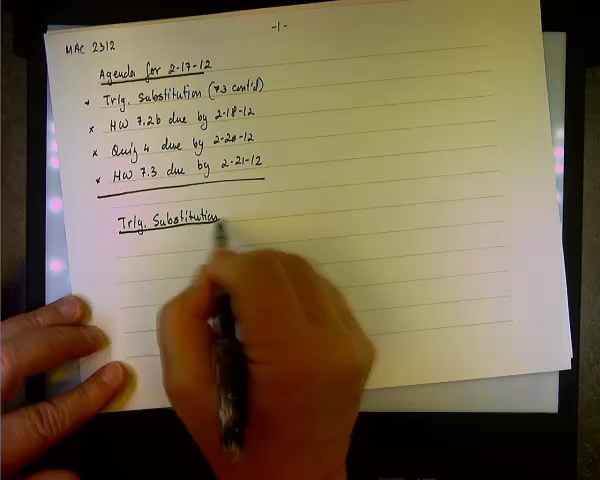 -1-
MAC 2312
Agenda for 2-17-12
* Trig. Substitution (7.3 cont'd)
* HW 7.2b due by 2-18-12
* Quiz 4 due by 2-20-12
* HW 7.3 due by 2-21-12
Trig. Substitution